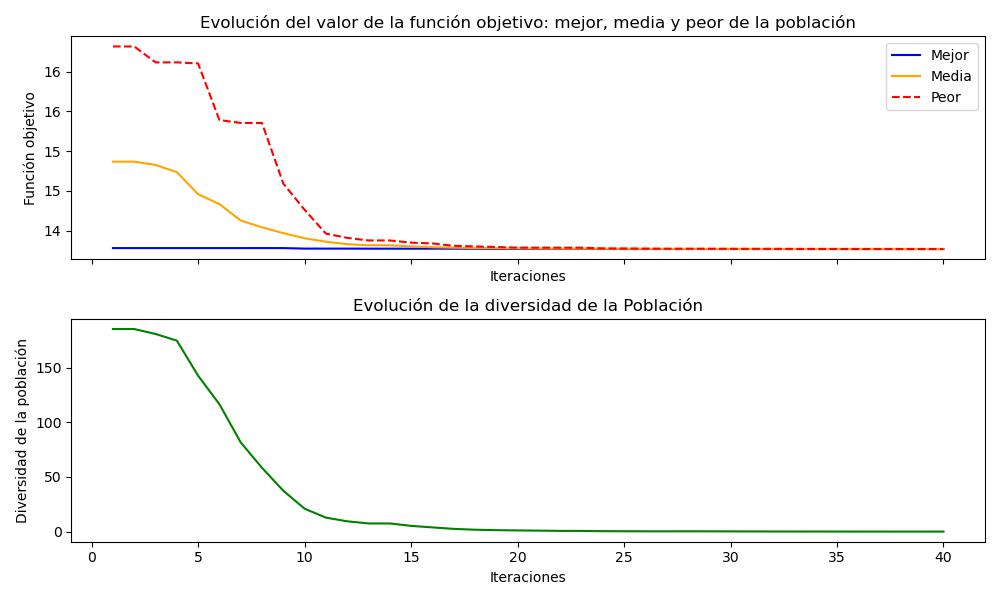 Evolución del valor de la función objetivo: mejor, media y peor de la población
Función objetivo
16
16
15
15
14
Mejor
Media
Peor
Iteraciones
Evolución de la diversidad de la Población
Diversidad de la población
150
100
50
0
0 5 10 15 20 25 30 35 40
Iteraciones